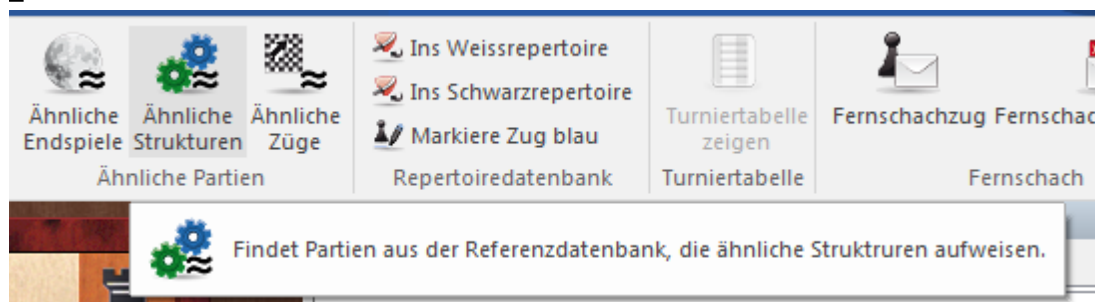 Ähnliche Endspiele
Ähnliche Strukturen
Ähnliche Züge
Ähnliche Partien
Ins Weissrepertoire
Ins Schwarzrepertoire
Markiere Zug blau
Repertoiredatenbank
Turniertabelle zeigen
Turniertabelle
Fernschachzug
Fernschac
Fernschach
Findet Partien aus der Referenzdatenbank, die ähnliche Struktruren aufweisen.